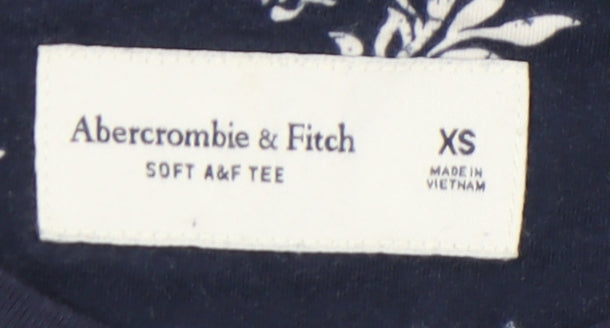 Abercrombie & Fitch
SOFT A&F TEE
XS
MADE IN
VIETNAM